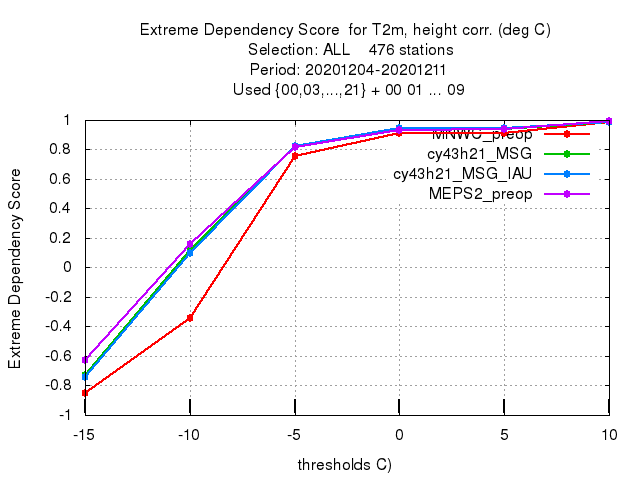 Extreme Dependency Score for T2m, height corr. (deg C)
Selection: ALL 476 stations
Period: 20201204-20201211
Used {00,03,...,21} + 00 01 ... 09
Extreme Dependency Score
1
0.8
0.6
0.4
0.2
0
-0.2
-0.4
-0.6
-0.8
-1
MNWC_preop
cy43h21_MSG
cy43h21_MSG_IAU
MEPS2_preop
-15 -10 -5 0 5 10
thresholds C)